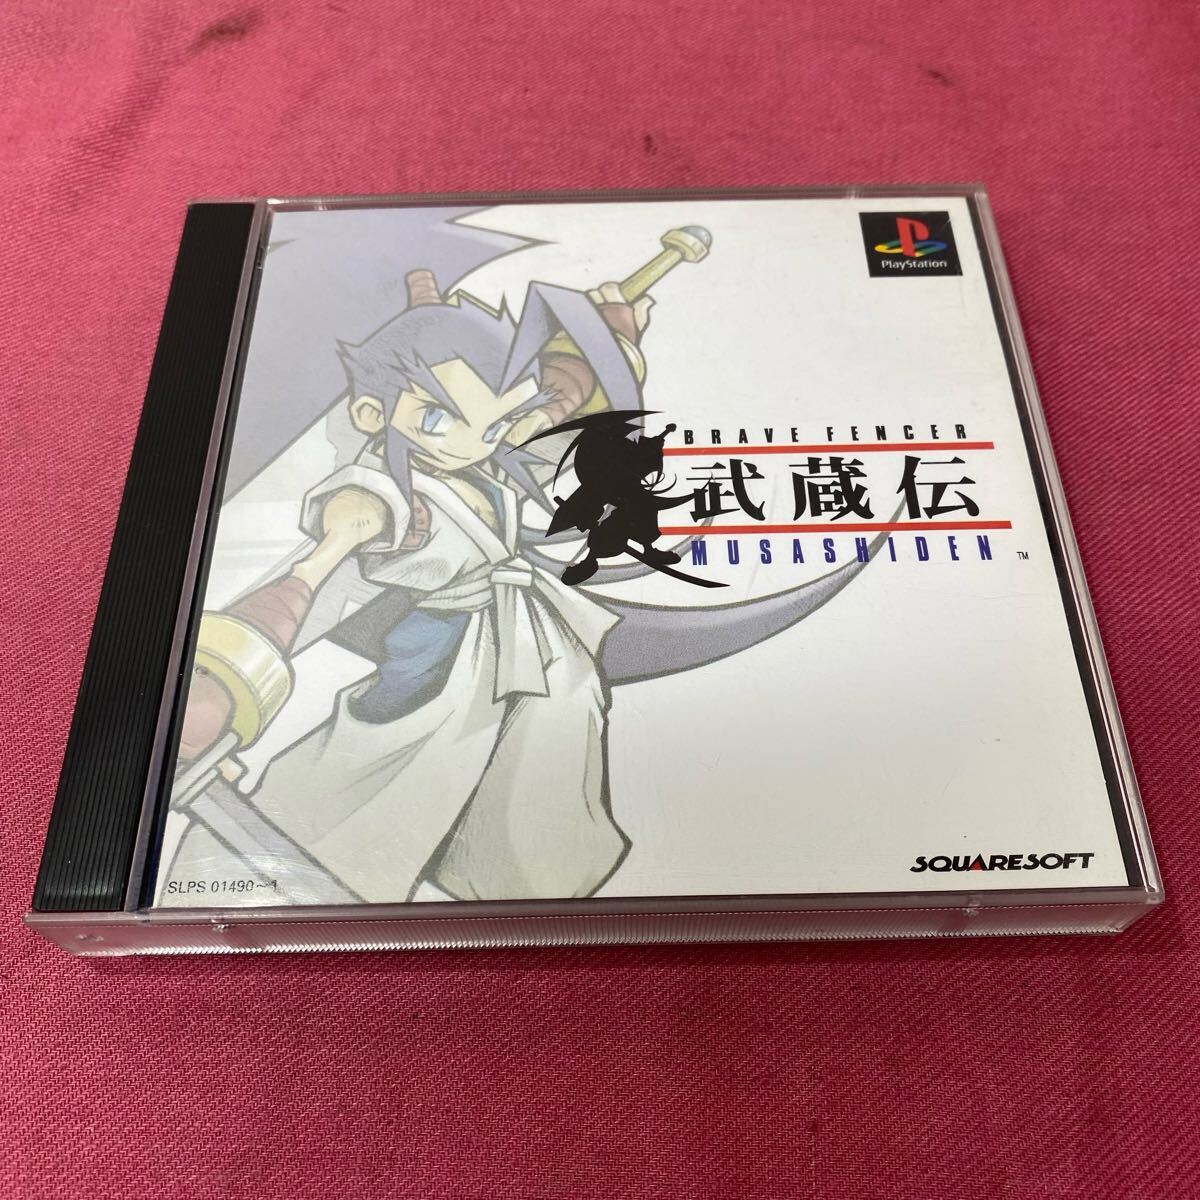 PlayStation
BRAVE FENCER
武蔵伝
MUSASHIDEN ™
SQUARESOFT
SLPS 01490~1